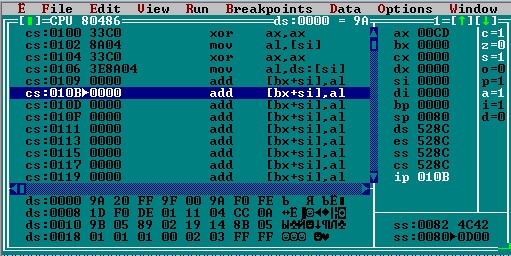 ≡ File Edit View Run Breakpoints Data Options Window
CPU 80486 ds:0000 = 9A 1=[↑][↓]
cs:0100 33C0 xor ax,ax
cs:0102 8A04 mov al,[si]
cs:0104 33C0 xor ax,ax
cs:0106 3E8A04 mov al,ds:[si]
cs:0109 0000 add [bx+si],al
cs:010B►0000 add [bx+si],al
cs:010D 0000 add [bx+si],al
cs:010F 0000 add [bx+si],al
cs:0111 0000 add [bx+si],al
cs:0113 0000 add [bx+si],al
cs:0115 0000 add [bx+si],al
cs:0117 0000 add [bx+si],al
cs:0119 0000 add [bx+si],al
ax 00CD c=1
bx 0000 z=0
cx 0000 s=1
dx 0000 o=0
si 0000 p=1
di 0000 a=1
bp 0000 i=1
sp 0080 d=0
ds 528C
es 528C
ss 528C
cs 528C
ip 010B
ds:0000 9A 20 FF 9F 00 9A F0 FE
ds:0008 1D F0 DE 01 11 04 CC 0A
ds:0010 9B 05 89 02 19 14 8B 05
ds:0018 01 01 01 00 02 03 FF FF
ss:0082 4C42
ss:0080►0D00